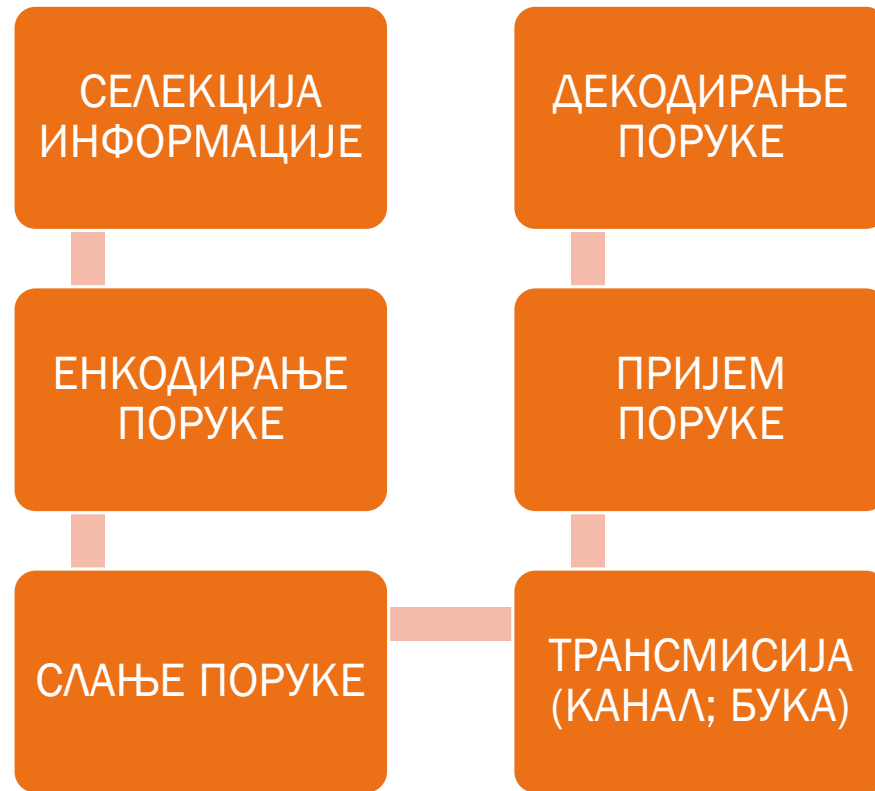 СЕЛЕКЦИЈА
ИНФОРМАЦИЈЕ
ЕНКОДИРАЊЕ
ПОРУКЕ
СЛАЊЕ ПОРУКЕ
ТРАНСМИСИЈА
(КАНАЛ; БУКА)
ПРИЈЕМ
ПОРУКЕ
ДЕКОДИРАЊЕ
ПОРУКЕ